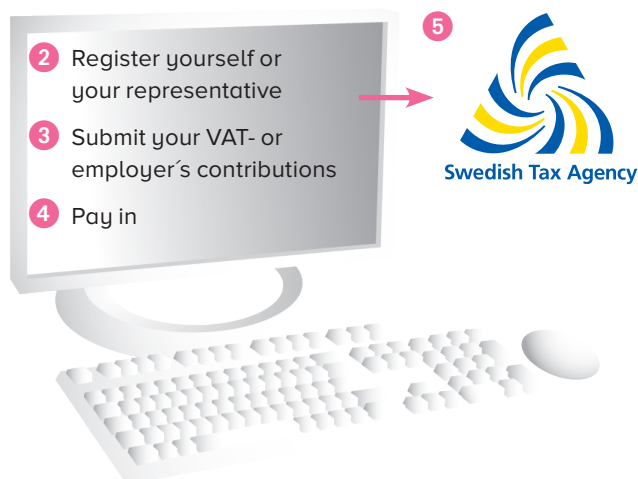 5
2 Register yourself or
your representative
3 Submit your VAT- or
employer´s contributions
4 Pay in
Swedish Tax Agency